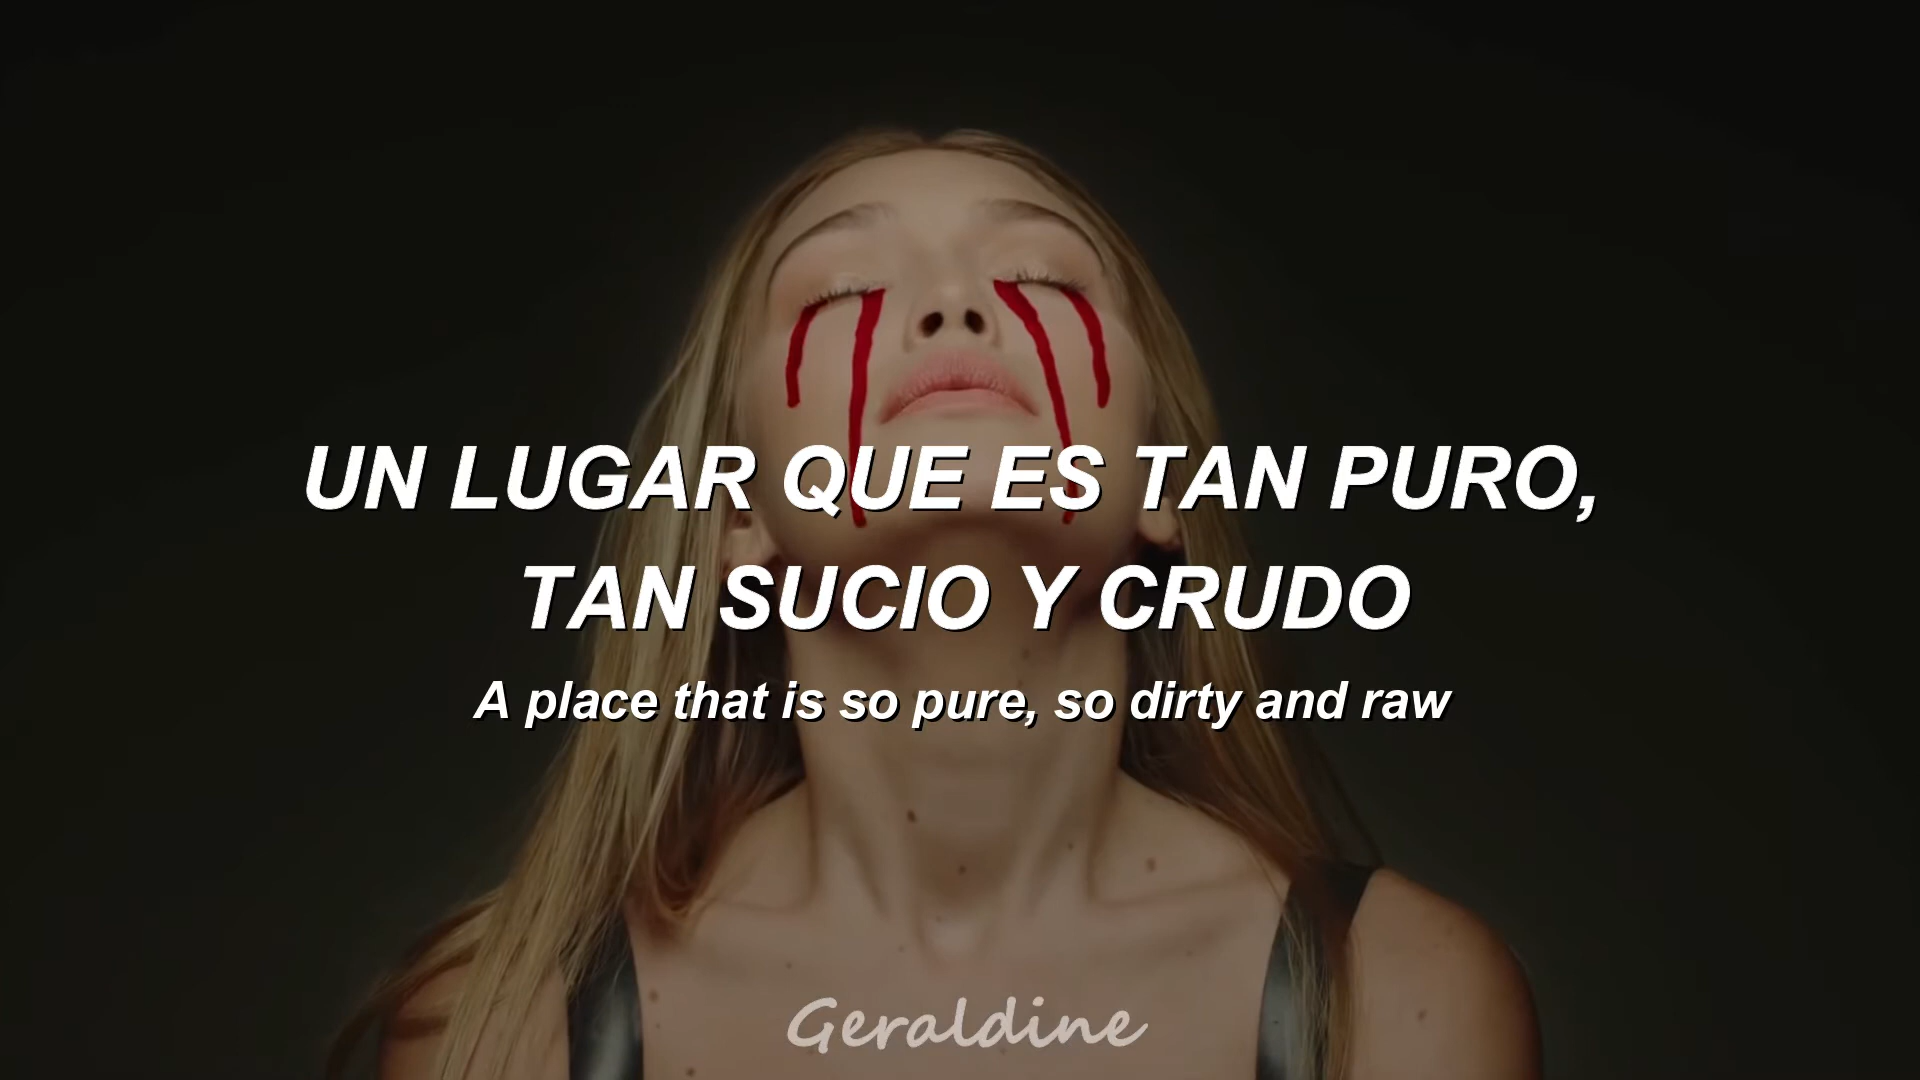 UN LUGAR QUE ES TAN PURO,
TAN SUCIO Y CRUDO
A place that is so pure, so dirty and raw
Geraldine